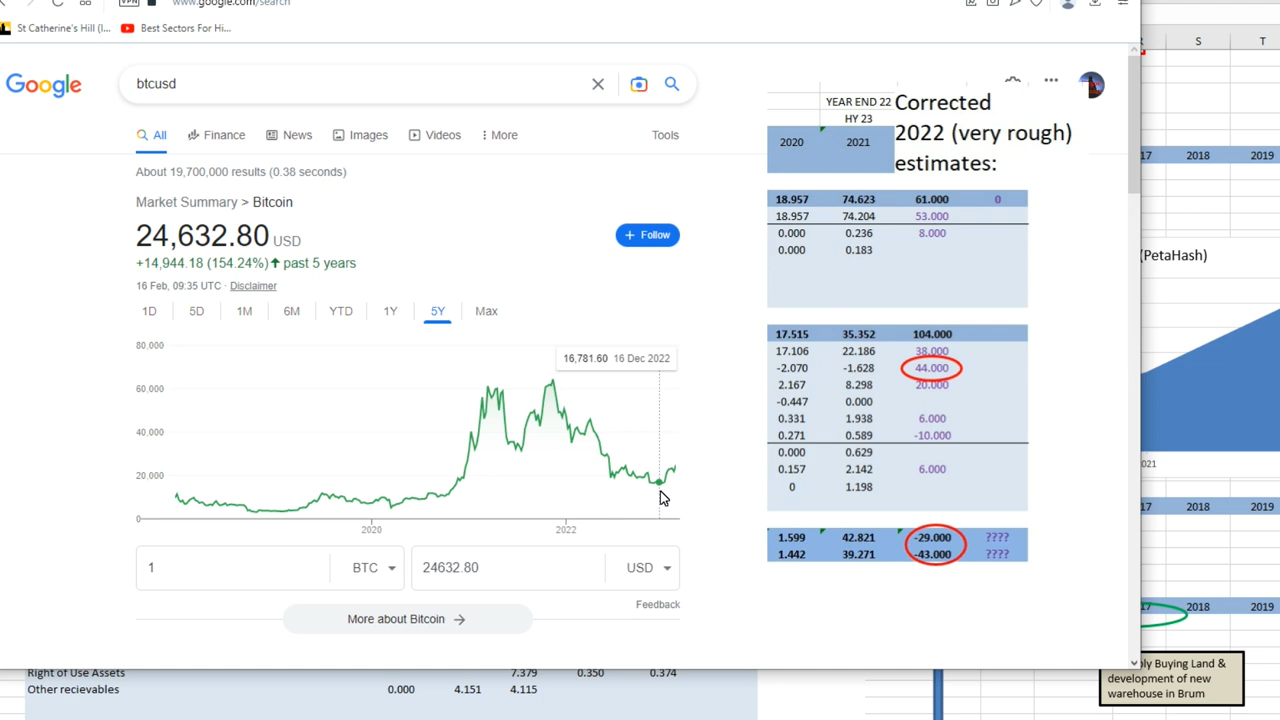 VPN
www.google.com/search
St Catherine's Hill (l...
Best Sectors For Hi...
Google
btcusd
All
Finance
News
Images
Videos
More
Tools
About 19,700,000 results (0.38 seconds)
Market Summary > Bitcoin
24,632.80 USD
+ Follow
+14,944.18 (154.24%) past 5 years
16 Feb, 09:35 UTC · Disclaimer
1D 5D 1M 6M YTD 1Y 5Y Max
80,000
60,000
40,000
20,000
0
16,781.60 16 Dec 2022
2020 2022
1 BTC 24632.80 USD
Feedback
More about Bitcoin
YEAR END 22
HY 23
2020 2021
Corrected
2022 (very rough)
estimates:
18.957 74.623 61.000 0
18.957 74.204 53.000
0.000 0.236 8.000
0.000 0.183
17.515 35.352 104.000
17.106 22.186 38.000
-2.070 -1.628 44.000
2.167 8.298 20.000
-0.447 0.000
0.331 1.938 6.000
0.271 0.589 -10.000
0.000 0.629
0.157 2.142 6.000
0 1.198
1.599 42.821 -29.000 ????
1.442 39.271 -43.000 ????
S T
17 2018 2019
(PetaHash)
021
17 2018 2019
17 2018 2019
ly Buying Land &
development of new
warehouse in Brum
Right of Use Assets 7.379 0.350 0.374
Other recievables 0.000 4.151 4.115